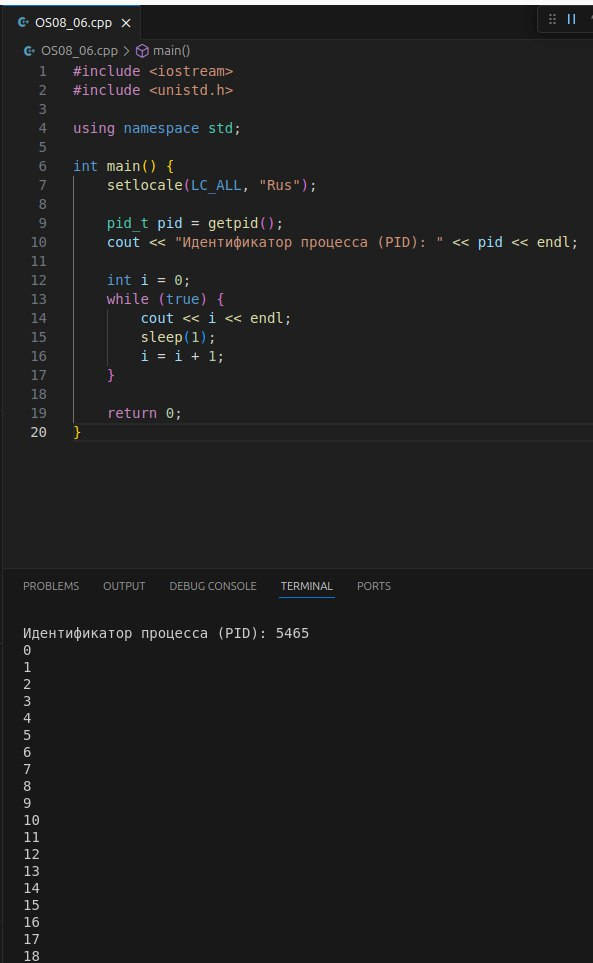 OS08_06.cpp ×
OS08_06.cpp > main()
1 #include <iostream>
2 #include <unistd.h>
3
4 using namespace std;
5
6 int main() {
7     setlocale(LC_ALL, "Rus");
8
9     pid_t pid = getpid();
10     cout << "Идентификатор процесса (PID): " << pid << endl;
11
12     int i = 0;
13     while (true) {
14         cout << i << endl;
15         sleep(1);
16         i = i + 1;
17     }
18
19     return 0;
20 }
PROBLEMS OUTPUT DEBUG CONSOLE TERMINAL PORTS
Идентификатор процесса (PID): 5465
0
1
2
3
4
5
6
7
8
9
10
11
12
13
14
15
16
17
18